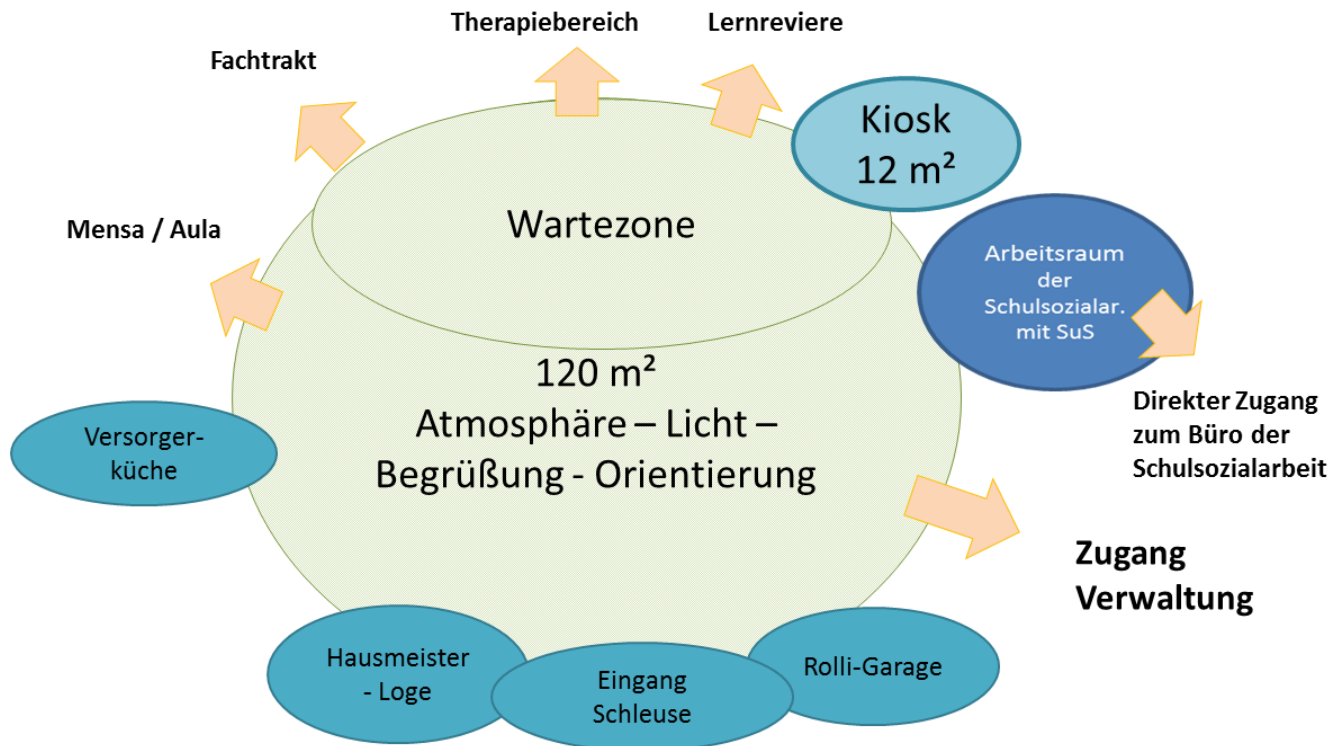 Therapiebereich
Lernreviere
Fachtrakt
Kiosk
12 m²
Wartezone
Mensa / Aula
Arbeitsraum
der
Schulsozialar.
mit SuS
120 m²
Atmosphäre – Licht –
Begrüßung - Orientierung
Direkter Zugang
zum Büro der
Schulsozialarbeit
Versorger-
küche
Zugang
Verwaltung
Hausmeister
- Loge
Eingang
Schleuse
Rolli-Garage